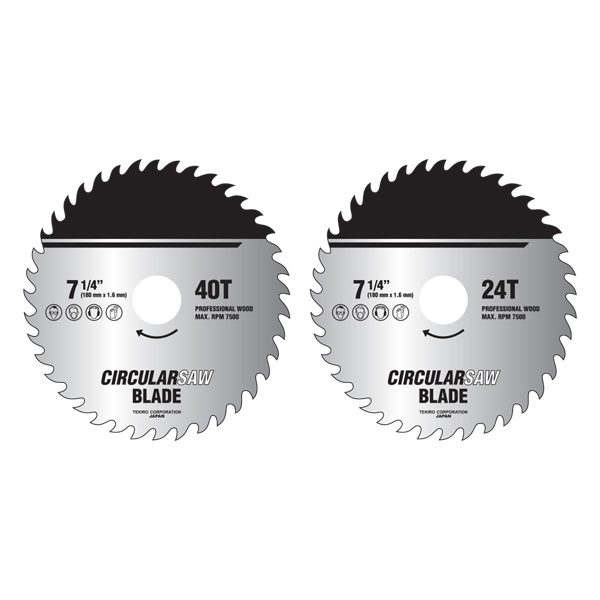 7 1/4”
(180 mm x 1.6 mm)
40T
PROFESSIONAL WOOD
MAX. RPM 7500
CIRCULARSAW
BLADE
TEKIRO CORPORATION
JAPAN
7 1/4”
(180 mm x 1.6 mm)
24T
PROFESSIONAL WOOD
MAX. RPM 7500
CIRCULARSAW
BLADE
TEKIRO CORPORATION
JAPAN